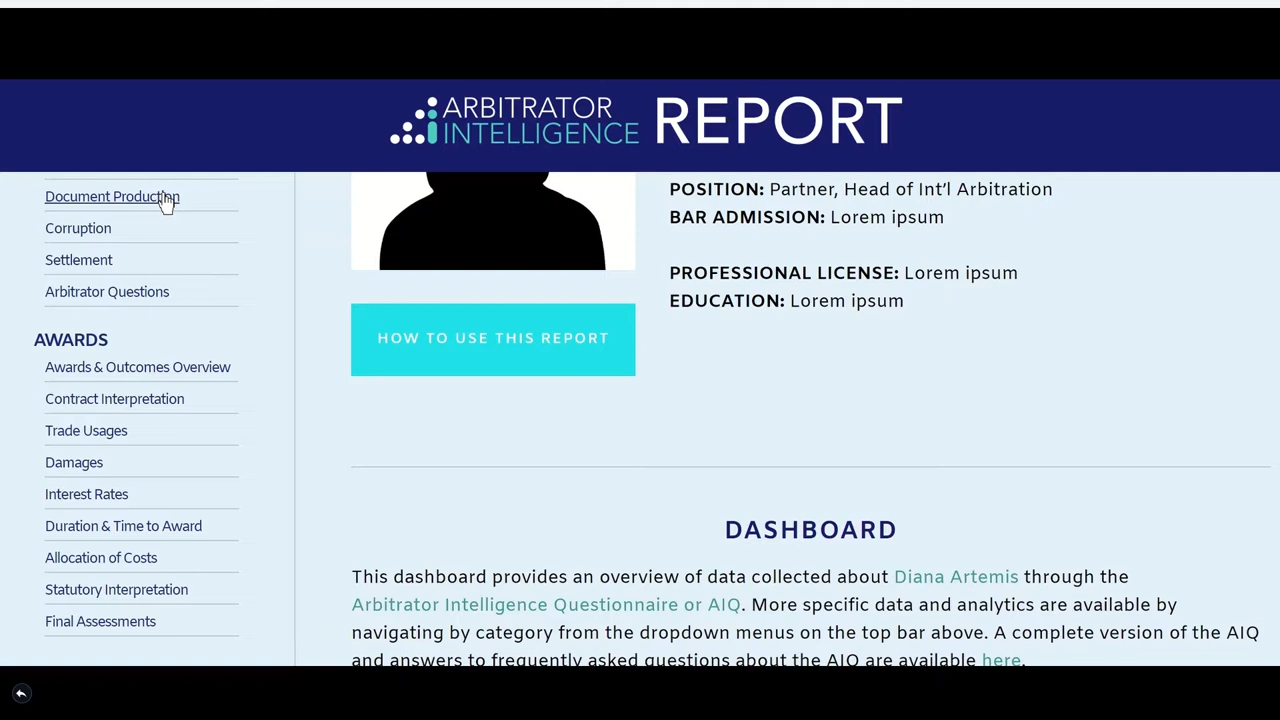 ARBITRATOR
INTELLIGENCE
REPORT
Document Production
Corruption
Settlement
Arbitrator Questions
AWARDS
Awards & Outcomes Overview
Contract Interpretation
Trade Usages
Damages
Interest Rates
Duration & Time to Award
Allocation of Costs
Statutory Interpretation
Final Assessments
POSITION: Partner, Head of Int’l Arbitration
BAR ADMISSION: Lorem ipsum
PROFESSIONAL LICENSE: Lorem ipsum
EDUCATION: Lorem ipsum
HOW TO USE THIS REPORT
DASHBOARD
This dashboard provides an overview of data collected about Diana Artemis through the
Arbitrator Intelligence Questionnaire or AIQ. More specific data and analytics are available by
navigating by category from the dropdown menus on the top bar above. A complete version of the AIQ
and answers to frequently asked questions about the AIQ are available here.